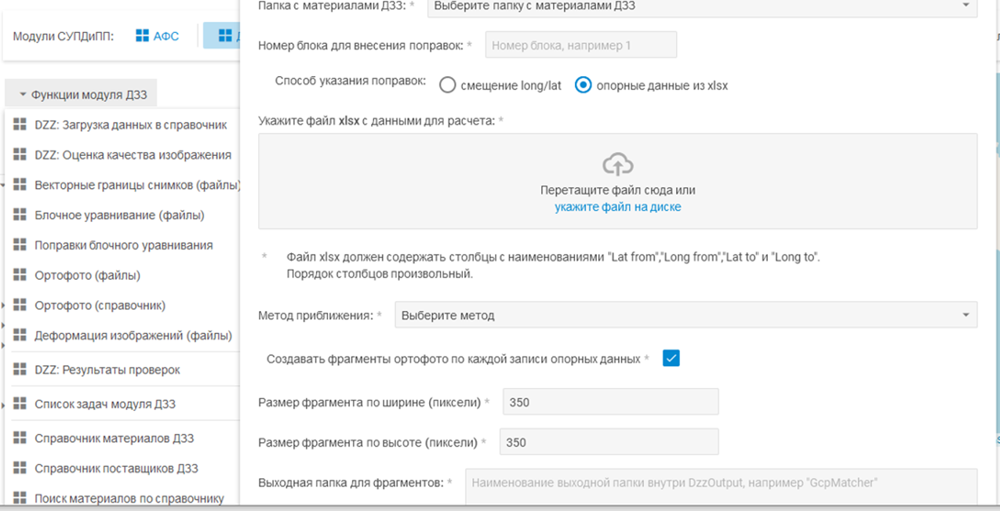 Модули СУПДиПП: АФС
Функции модуля ДЗЗ
DZZ: Загрузка данных в справочник
DZZ: Оценка качества изображения
Векторные границы снимков (файлы)
Блочное уравнивание (файлы)
Поправки блочного уравнивания
Ортофото (файлы)
Ортофото (справочник)
Деформация изображений (файлы)
DZZ: Результаты проверок
Список задач модуля ДЗЗ
Справочник материалов ДЗЗ
Справочник поставщиков ДЗЗ
Поиск материалов по справочнику
Папка с материалами ДЗЗ: * Выберите папку с материалами ДЗЗ
Номер блока для внесения поправок: * Номер блока, например 1
Способ указания поправок: смещение long/lat опорные данные из xlsx
Укажите файл xlsx с данными для расчета: *
Перетащите файл сюда или
укажите файл на диске
* Файл xlsx должен содержать столбцы с наименованиями "Lat from","Long from","Lat to" и "Long to".
Порядок столбцов произвольный.
Метод приближения: * Выберите метод
Создавать фрагменты ортофото по каждой записи опорных данных *
Размер фрагмента по ширине (пиксели) * 350
Размер фрагмента по высоте (пиксели) * 350
Выходная папка для фрагментов: * Наименование выходной папки внутри DzzOutput, например "GcpMatcher"